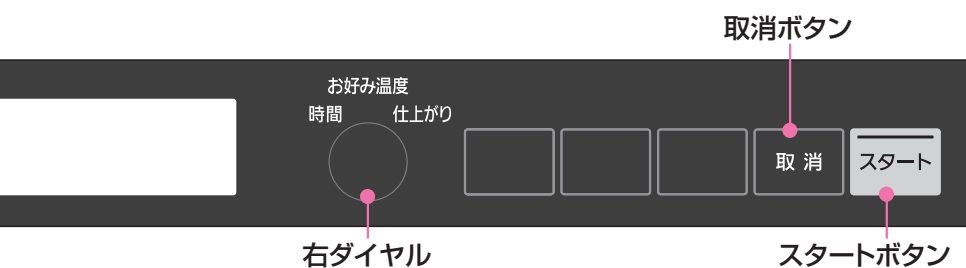 取消ボタン
お好み温度
時間 仕上がり
取消 スタート
右ダイヤル スタートボタン